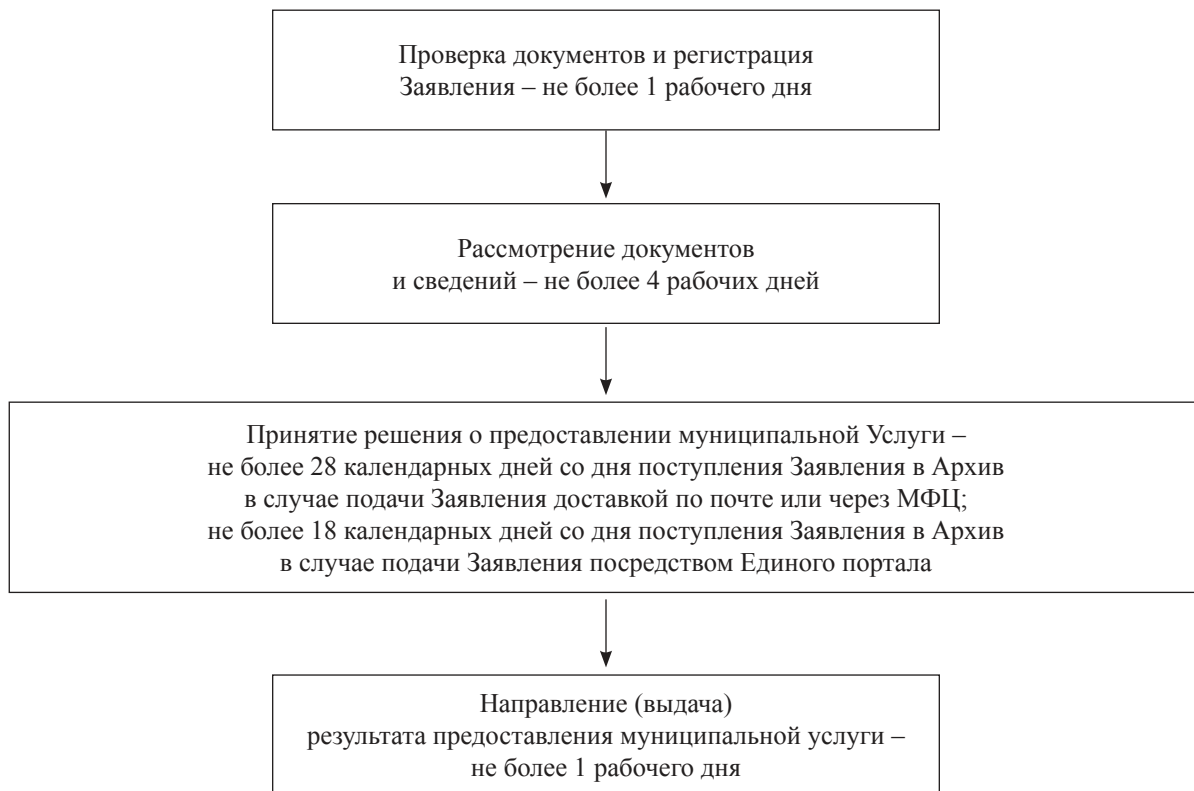 Проверка документов и регистрация
Заявления – не более 1 рабочего дня
Рассмотрение документов
и сведений – не более 4 рабочих дней
Принятие решения о предоставлении муниципальной Услуги –
не более 28 календарных дней со дня поступления Заявления в Архив
в случае подачи Заявления доставкой по почте или через МФЦ;
не более 18 календарных дней со дня поступления Заявления в Архив
в случае подачи Заявления посредством Единого портала
Направление (выдача)
результата предоставления муниципальной услуги –
не более 1 рабочего дня